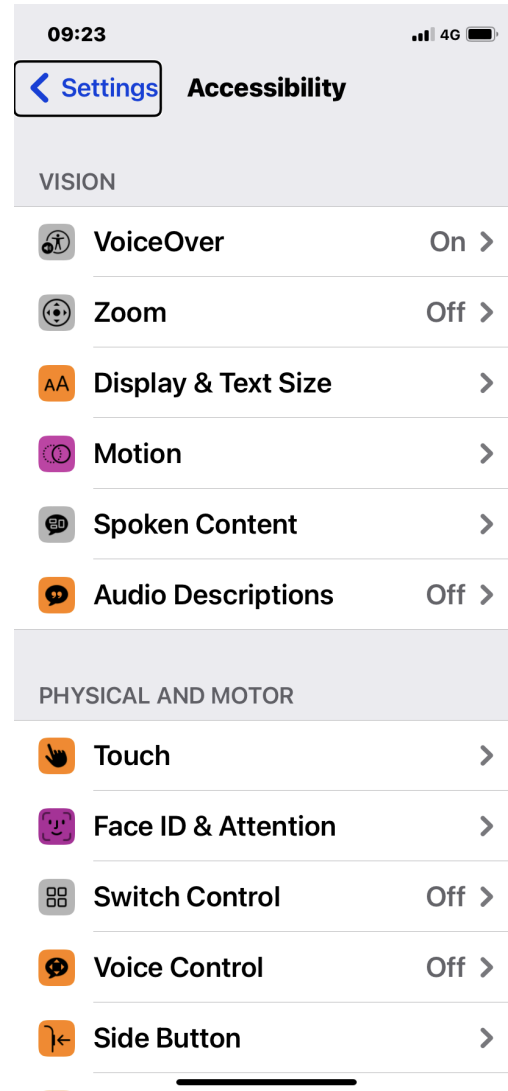 09:23 4G
Settings Accessibility
VISION
VoiceOver On
Zoom Off
AA Display & Text Size
Motion
Spoken Content
Audio Descriptions Off
PHYSICAL AND MOTOR
Touch
Face ID & Attention
Switch Control Off
Voice Control Off
Side Button